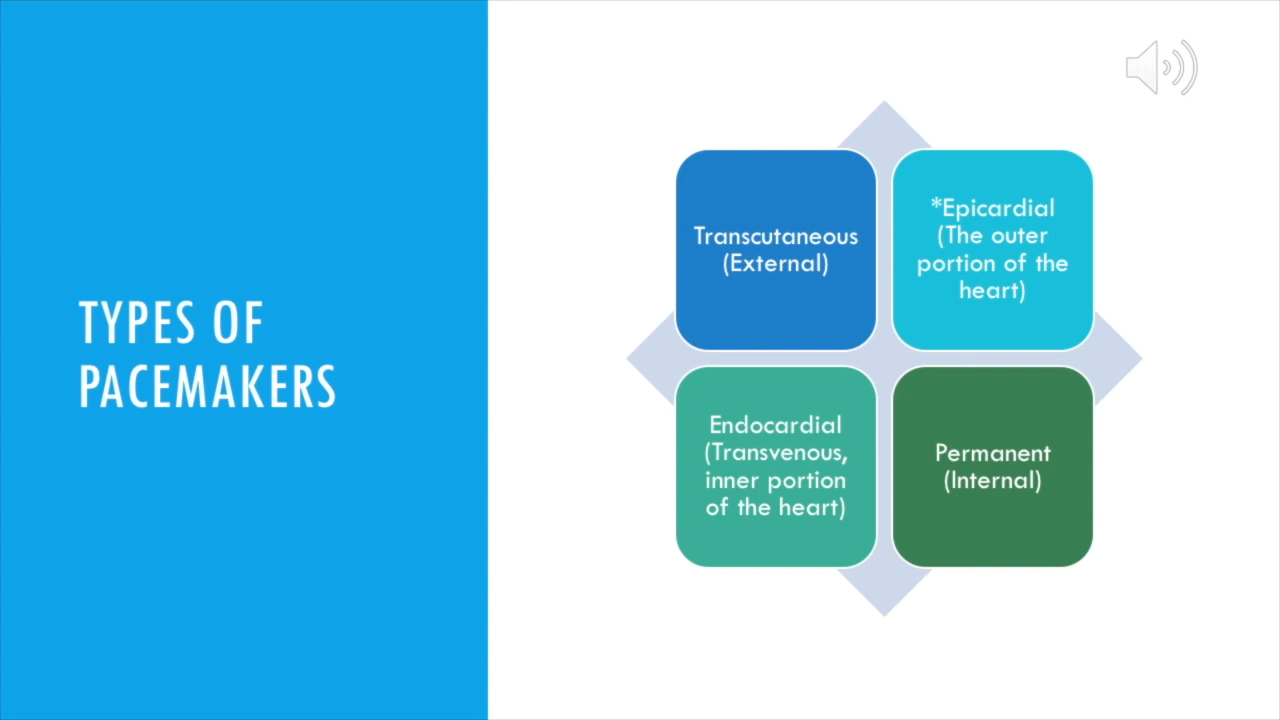 TYPES OF
PACEMAKERS
Transcutaneous
(External)
*Epicardial
(The outer
portion of the
heart)
Endocardial
(Transvenous,
inner portion
of the heart)
Permanent
(Internal)